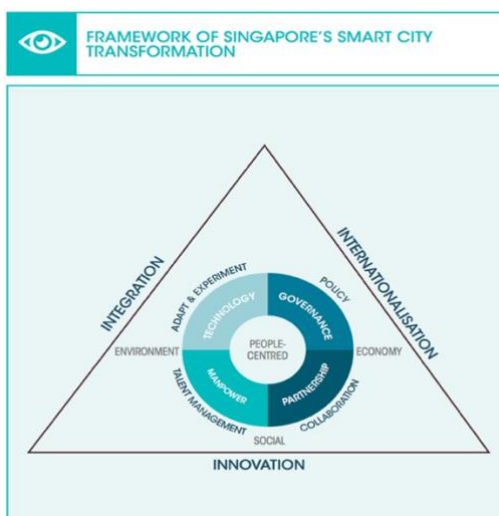 FRAMEWORK OF SINGAPORE'S SMART CITY
TRANSFORMATION
INTEGRATION
INTERNATIONALISATION
ADAPT & EXPERIMENT
POLICY
TECHNOLOGY
GOVERNANCE
ENVIRONMENT
PEOPLE-
CENTRED
ECONOMY
MANPOWER
PARTNERSHIP
TALENT MANAGEMENT
COLLABORATION
SOCIAL
INNOVATION